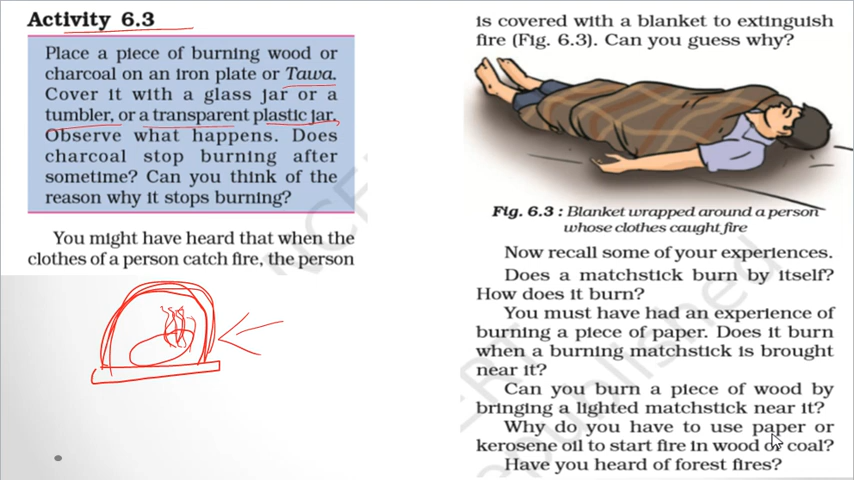 Activity 6.3
Place a piece of burning wood or
charcoal on an iron plate or Tawa.
Cover it with a glass jar or a
tumbler, or a transparent plastic jar.
Observe what happens. Does
charcoal stop burning after
sometime? Can you think of the
reason why it stops burning?
You might have heard that when the
clothes of a person catch fire, the person
is covered with a blanket to extinguish
fire (Fig. 6.3). Can you guess why?
Fig. 6.3 : Blanket wrapped around a person
whose clothes caught fire
Now recall some of your experiences.
Does a matchstick burn by itself?
How does it burn?
You must have had an experience of
burning a piece of paper. Does it burn
when a burning matchstick is brought
near it?
Can you burn a piece of wood by
bringing a lighted matchstick near it?
Why do you have to use paper or
kerosene oil to start fire in wood or coal?
Have you heard of forest fires?